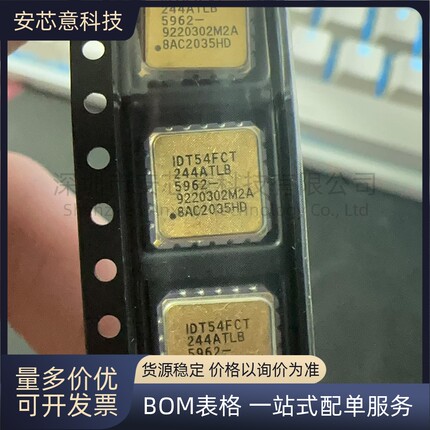 安芯意科技
244ATLB
5962-
9220302M2A
8AC2035HD
IDT54FCT
244ATLB
5962-
9220302M2A
8AC2035HD
IDT54FCT
244ATLB
5962-
量多价优
可开发票
货源稳定 价格以询价为准
BOM表格 一站式配单服务